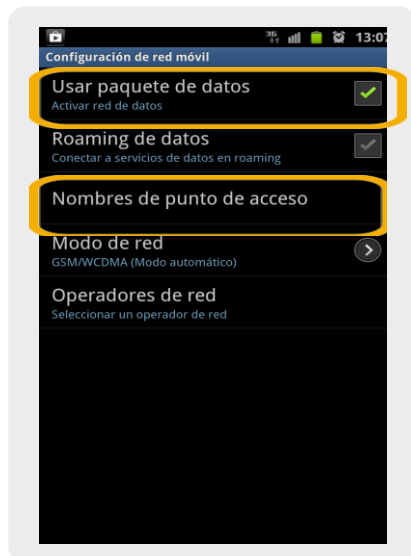 3G 13:07
Configuración de red móvil
Usar paquete de datos
Activar red de datos
Roaming de datos
Conectar a servicios de datos en roaming
Nombres de punto de acceso
Modo de red
GSM/WCDMA (Modo automático)
Operadores de red
Seleccionar un operador de red